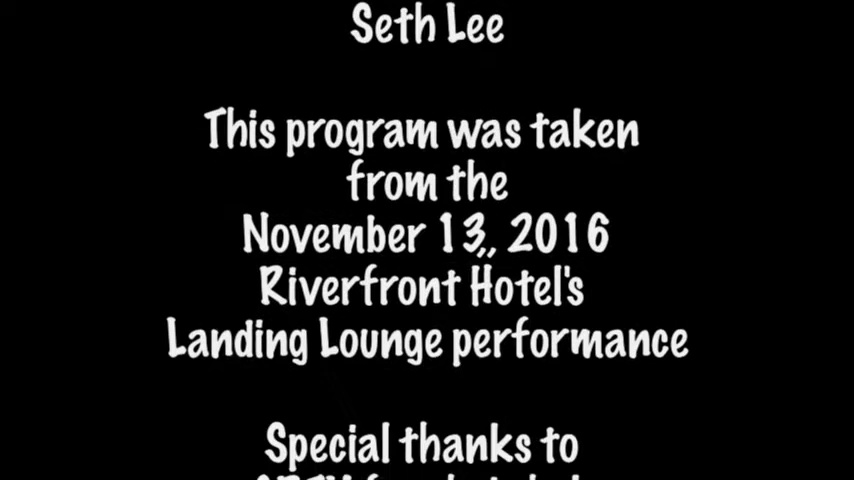 Seth Lee
This program was taken
from the
November 13,, 2016
Riverfront Hotel's
Landing Lounge performance
Special thanks to